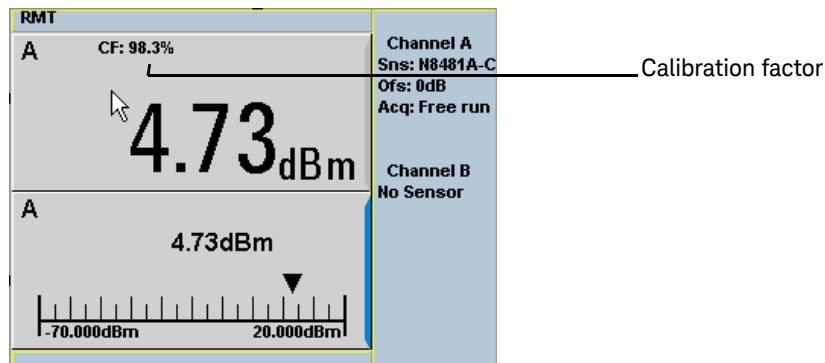 RMT
A
CF: 98.3%
4.73dBm
A
4.73dBm
-70.000dBm
20.000dBm
Channel A
Sns: N8481A-C
Ofs: 0dB
Acq: Free run
Channel B
No Sensor
Calibration factor